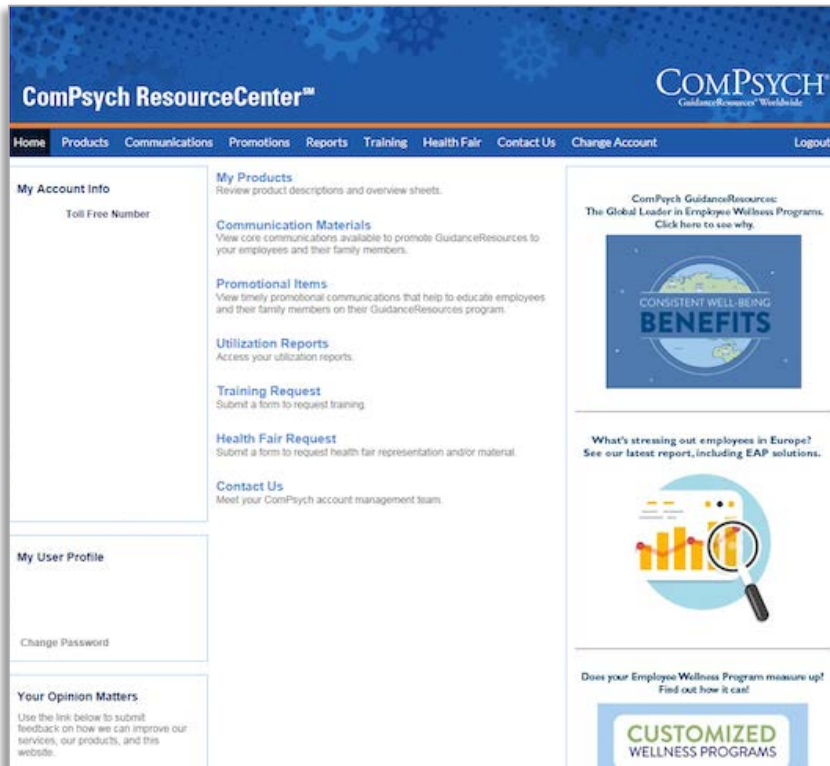 ComPsych ResourceCenter℠
COMPSYCH®
GuidanceResources® Worldwide
Home Products Communications Promotions Reports Training Health Fair Contact Us Change Account Logout
My Account Info
Toll Free Number
My User Profile
Change Password
Your Opinion Matters
Use the link below to submit
feedback on how we can improve our
services, our products, and this
website.
My Products
Review product descriptions and overview sheets.
Communication Materials
View core communications available to promote GuidanceResources to
your employees and their family members.
Promotional Items
View timely promotional communications that help to educate employees
and their family members on their GuidanceResources program.
Utilization Reports
Access your utilization reports.
Training Request
Submit a form to request training.
Health Fair Request
Submit a form to request health fair representation and/or material.
Contact Us
Meet your ComPsych account management team.
ComPsych GuidanceResources:
The Global Leader in Employee Wellness Programs.
Click here to see why.
CONSISTENT WELL-BEING
BENEFITS
What's stressing out employees in Europe?
See our latest report, including EAP solutions.
Does your Employee Wellness Program measure up?
Find out how it can!
CUSTOMIZED
WELLNESS PROGRAMS